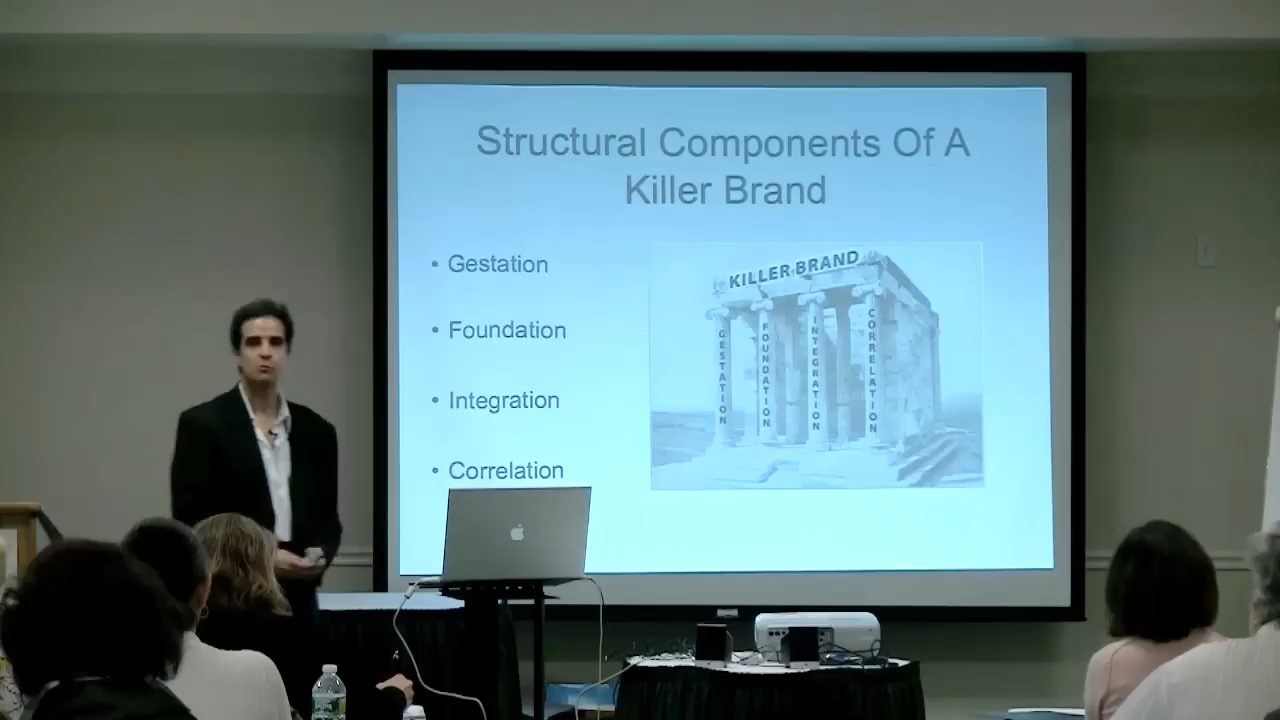 Structural Components Of A
Killer Brand
• Gestation
• Foundation
• Integration
• Correlation
KILLER BRAND
GESTATION
FOUNDATION
INTEGRATION
CORRELATION